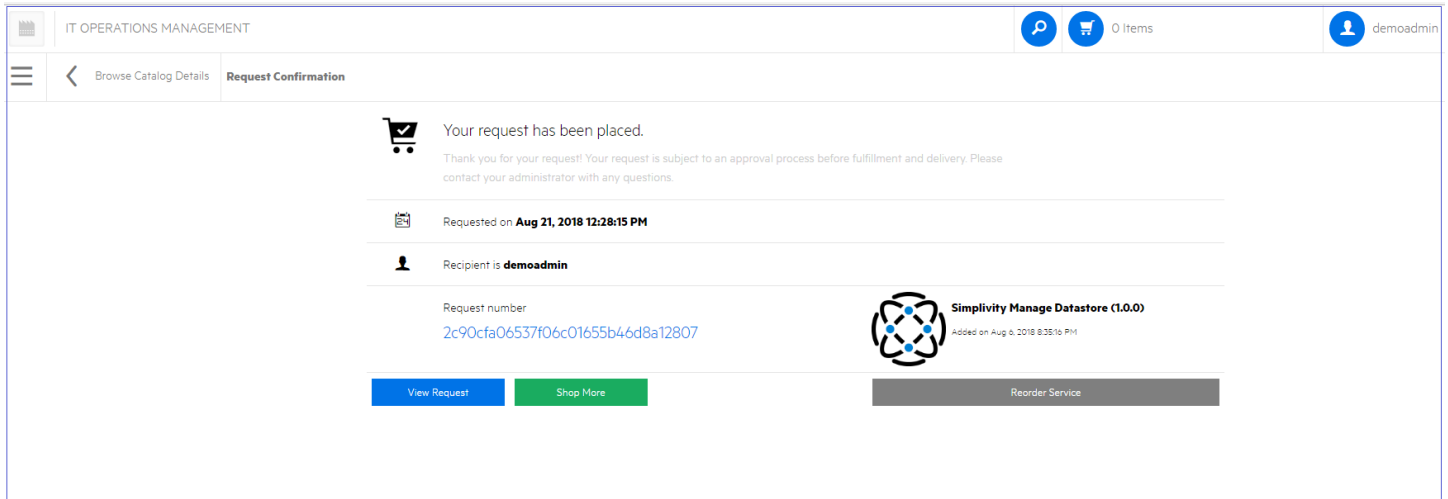 IT OPERATIONS MANAGEMENT
0 Items
demoadmin
Browse Catalog Details
Request Confirmation
Your request has been placed.
Thank you for your request! Your request is subject to an approval process before fulfillment and delivery. Please
contact your administrator with any questions.
24
Requested on Aug 21, 2018 12:28:15 PM
Recipient is demoadmin
Request number
2c90cfa06537f06c01655b46d8a12807
Simplivity Manage Datastore (1.0.0)
Added on Aug 6, 2018 8:35:16 PM
View Request
Shop More
Reorder Service